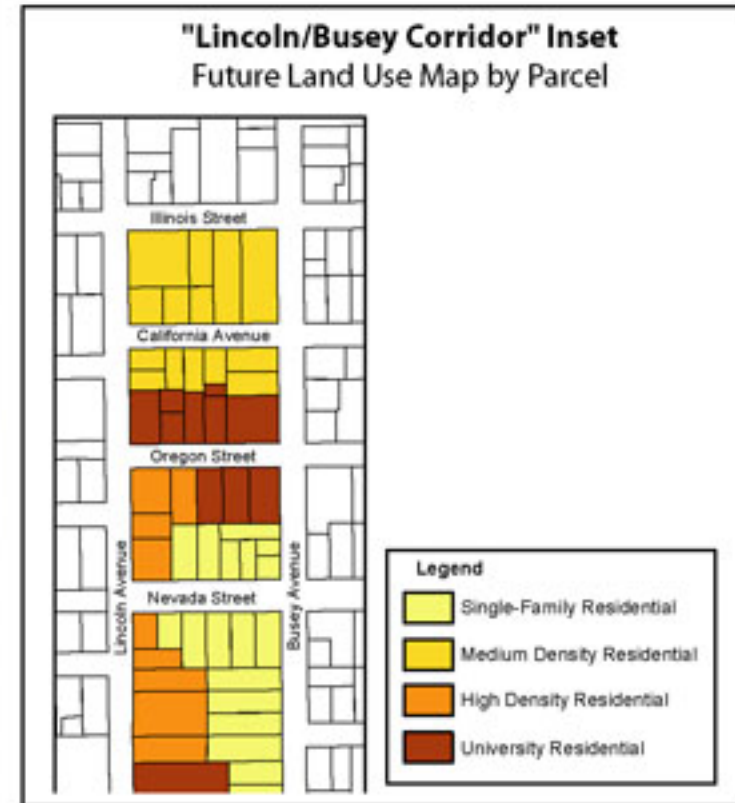 "Lincoln/Busey Corridor" Inset
Future Land Use Map by Parcel
Illinois Street
California Avenue
Oregon Street
Lincoln Avenue
Busey Avenue
Nevada Street
Legend
Single-Family Residential
Medium Density Residential
High Density Residential
University Residential